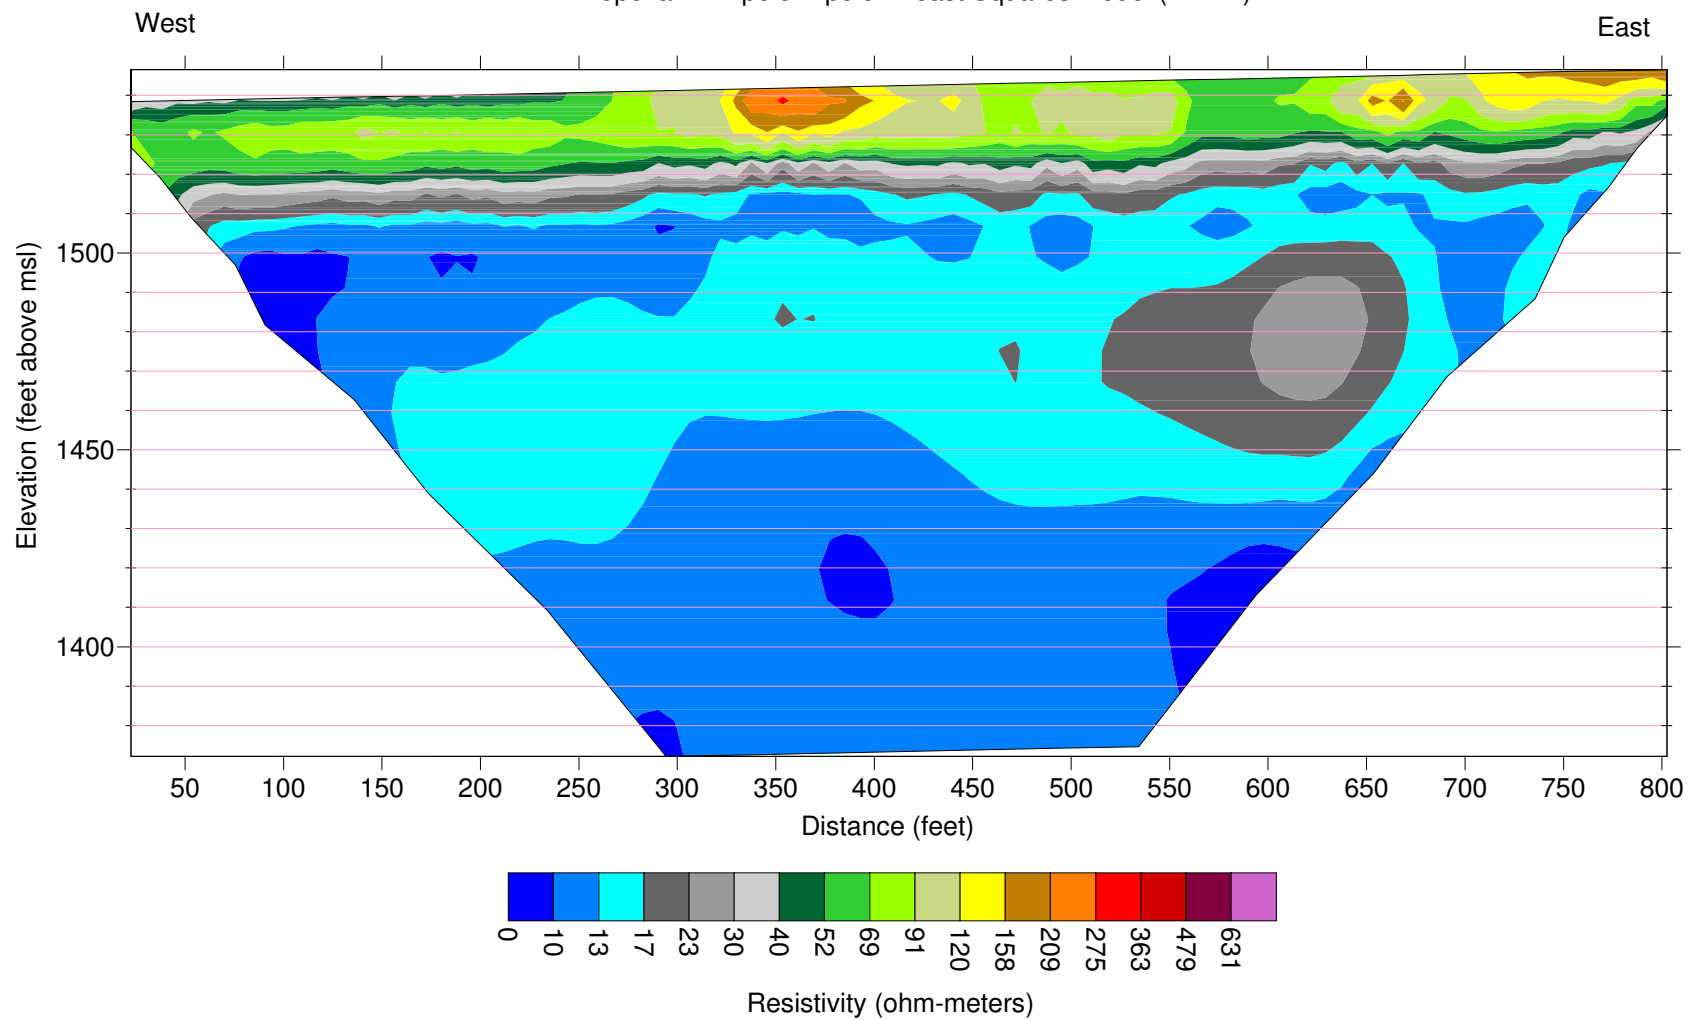 West
East
Elevation (feet above msl)
1500
1450
1400
50 100 150 200 250 300 350 400 450 500 550 600 650 700 750 800
Distance (feet)
0 10 13 17 23 30 40 52 69 91 120 158 209 275 363 479 631
Resistivity (ohm-meters)